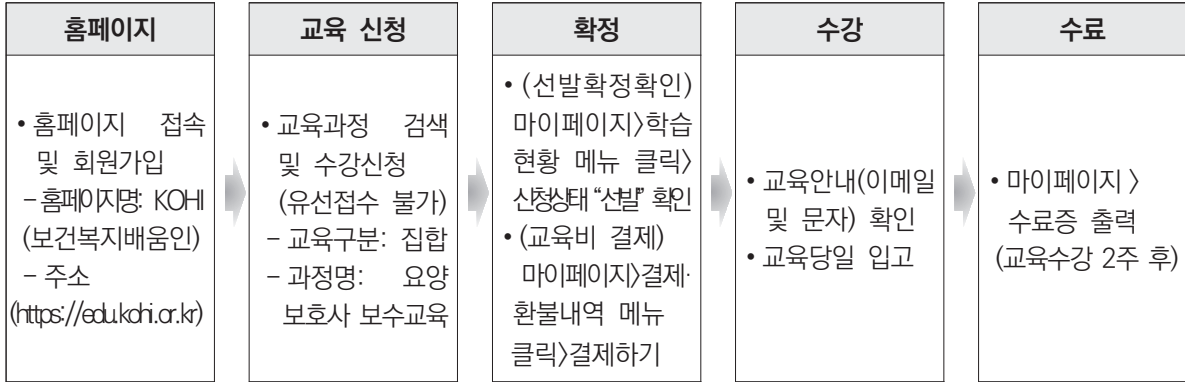 홈페이지
• 홈페이지 접속
및 회원가입
- 홈페이지명: KOHI
(보건복지배움인)
- 주소
(https://edu.kohi.or.kr)
교육 신청
• 교육과정 검색
및 수강신청
(유선접수 불가)
- 교육구분: 집합
- 과정명: 요양
보호사 보수교육
확정
• (선발확정확인)
마이페이지〉학습
현황 메뉴 클릭〉
신청상태 “선발” 확인
• (교육비 결제)
마이페이지〉결제·
환불내역 메뉴
클릭〉결제하기
수강
• 교육안내(이메일
및 문자) 확인
• 교육당일 입고
수료
• 마이페이지 〉
수료증 출력
(교육수강 2주 후)